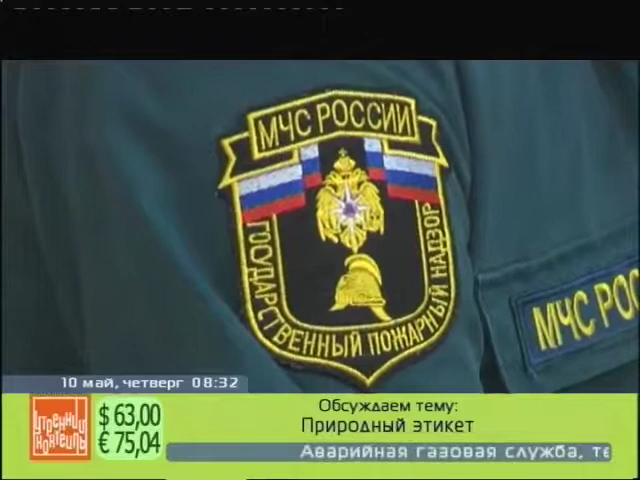 МЧС РОССИИ
ГОСУДАРСТВЕННЫЙ ПОЖАРНЫЙ НАДЗОР
МЧС РОС
10 май, четверг 08:32
утренний коктейль
$ 63,00
€ 75,04
Обсуждаем тему:
Природный этикет
Аварийная газовая служба, те